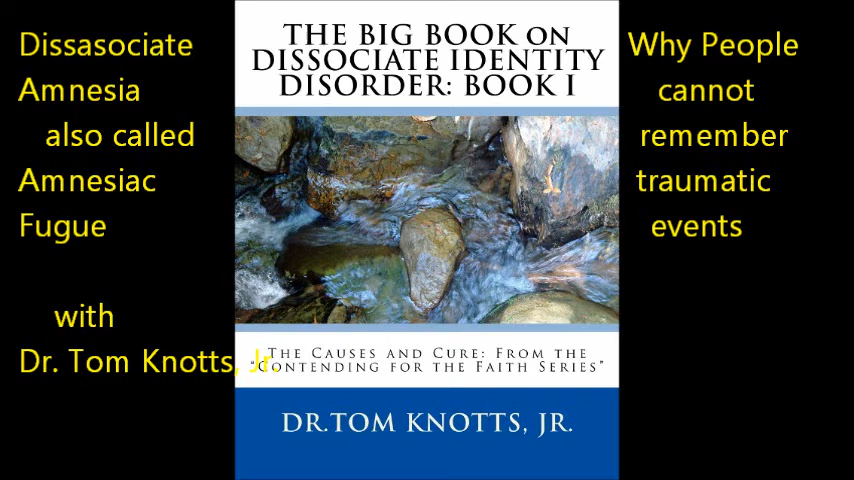 Dissasociate
Amnesia
also called
Amnesiac
Fugue
with
Dr. Tom Knotts, Jr.
THE BIG BOOK on
DISSOCIATE IDENTITY
DISORDER: BOOK I
The Causes and Cure: From the
"Contending for the Faith Series"
DR.TOM KNOTTS, JR.
Why People
cannot
remember
traumatic
events